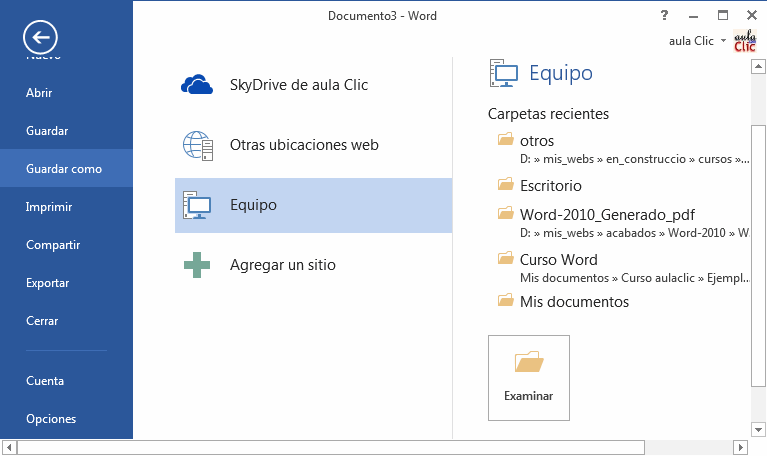 Documento3 - Word
?
aula Clic
aula
Clic
Abrir
Guardar
Guardar como
Imprimir
Compartir
Exportar
Cerrar
Cuenta
Opciones
SkyDrive de aula Clic
Otras ubicaciones web
Equipo
Agregar un sitio
Equipo
Carpetas recientes
otros
D: » mis_webs » en_construccio » cursos »...
Escritorio
Word-2010_Generado_pdf
D: » mis_webs » acabados » Word-2010 » W...
Curso Word
Mis documentos » Curso aulaclic » Ejempl...
Mis documentos
Examinar